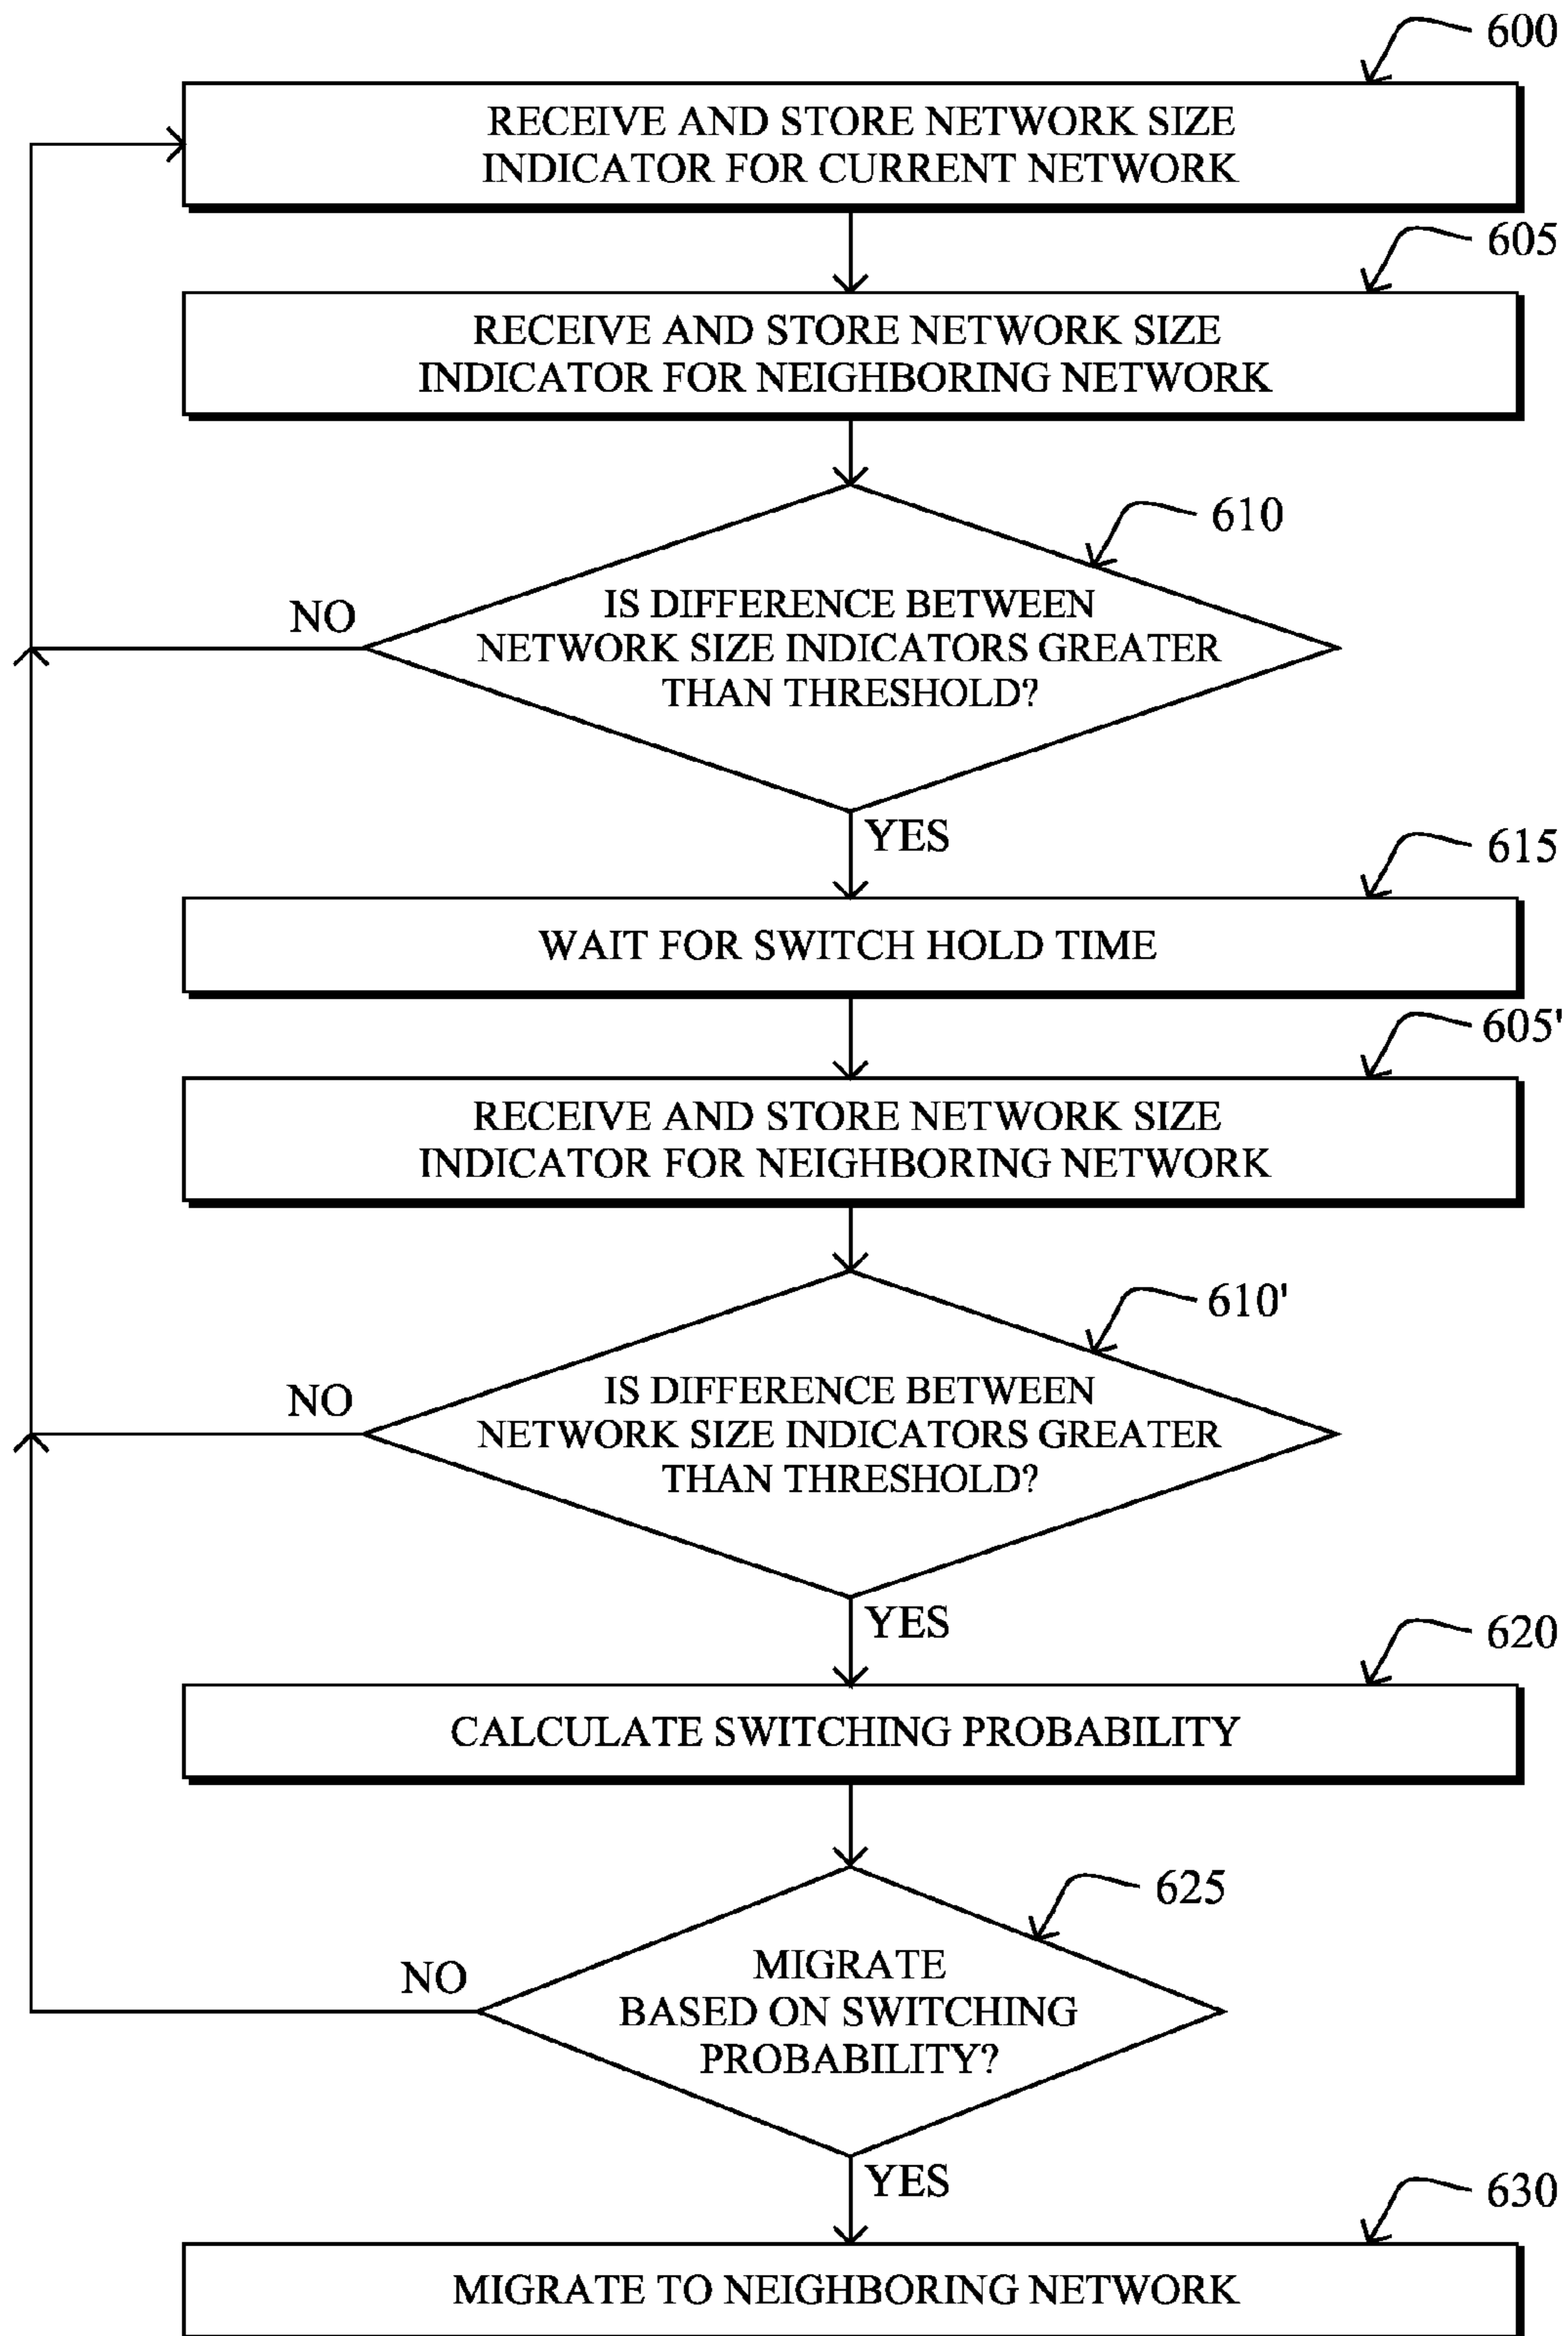 600
RECEIVE AND STORE NETWORK SIZE
INDICATOR FOR CURRENT NETWORK
605
RECEIVE AND STORE NETWORK SIZE
INDICATOR FOR NEIGHBORING NETWORK
610
IS DIFFERENCE BETWEEN
NETWORK SIZE INDICATORS GREATER
THAN THRESHOLD?
NO
YES
615
WAIT FOR SWITCH HOLD TIME
605'
RECEIVE AND STORE NETWORK SIZE
INDICATOR FOR NEIGHBORING NETWORK
610'
IS DIFFERENCE BETWEEN
NETWORK SIZE INDICATORS GREATER
THAN THRESHOLD?
NO
YES
620
CALCULATE SWITCHING PROBABILITY
625
MIGRATE
BASED ON SWITCHING
PROBABILITY?
NO
YES
630
MIGRATE TO NEIGHBORING NETWORK